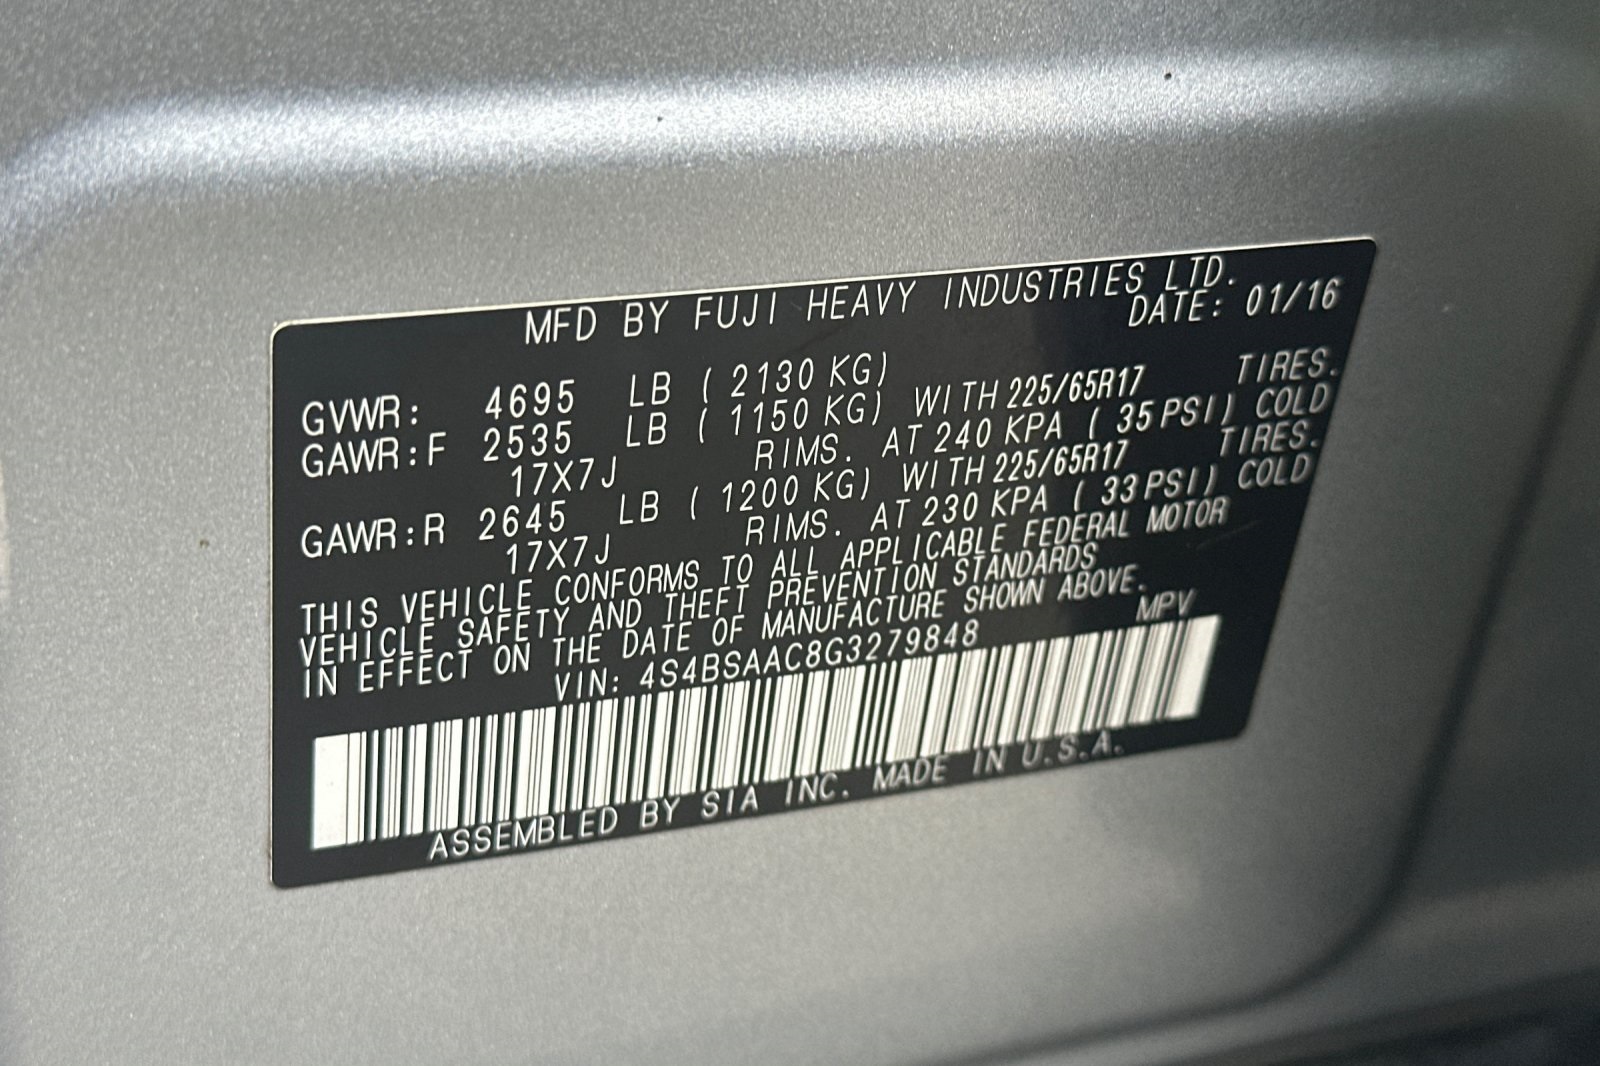 MFD BY FUJI HEAVY INDUSTRIES LTD.
DATE: 01/16
GVWR: 4695 LB ( 2130 KG)
GAWR:F 2535 LB ( 1150 KG) WITH 225/65R17 TIRES.
17X7J RIMS. AT 240 KPA ( 35 PSI) COLD
GAWR:R 2645 LB ( 1200 KG) WITH 225/65R17 TIRES.
17X7J RIMS. AT 230 KPA ( 33 PSI) COLD
THIS VEHICLE CONFORMS TO ALL APPLICABLE FEDERAL MOTOR
VEHICLE SAFETY AND THEFT PREVENTION STANDARDS
IN EFFECT ON THE DATE OF MANUFACTURE SHOWN ABOVE.
VIN: 4S4BSAAC8G3279848 MPV
ASSEMBLED BY SIA INC. MADE IN U.S.A.